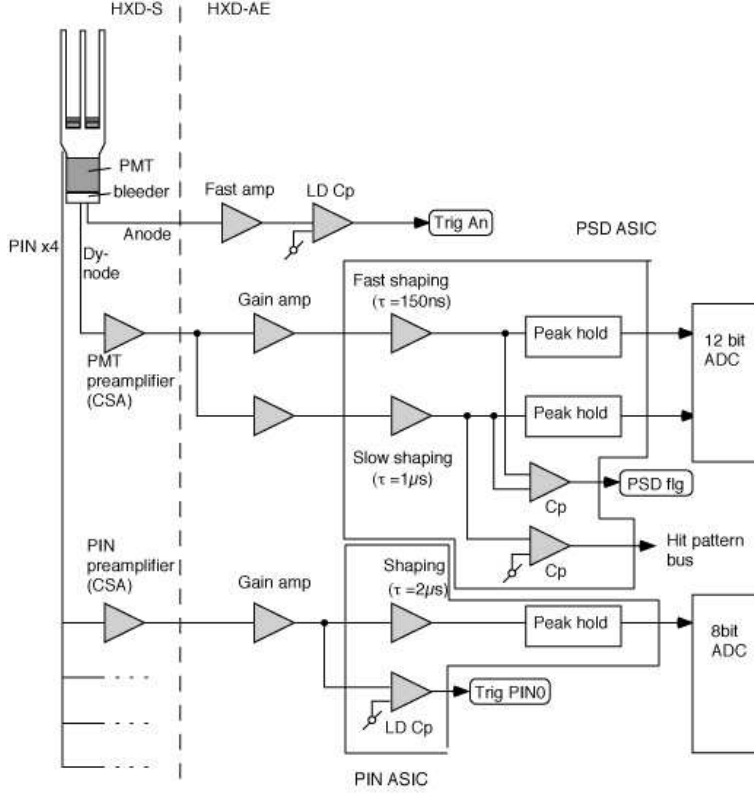 HXD-S
HXD-AE
PMT
bleeder
Fast amp
LD Cp
Trig An
Anode
PSD ASIC
PIN x4
Dy-
node
Gain amp
Fast shaping
(τ =150ns)
Peak hold
12 bit
ADC
PMT
preamplifier
(CSA)
Peak hold
Slow shaping
(τ =1μs)
PSD flg
Cp
PIN
preamplifier
(CSA)
Hit pattern
bus
Cp
Gain amp
Shaping
(τ =2μs)
Peak hold
8bit
ADC
Trig PIN0
LD Cp
PIN ASIC